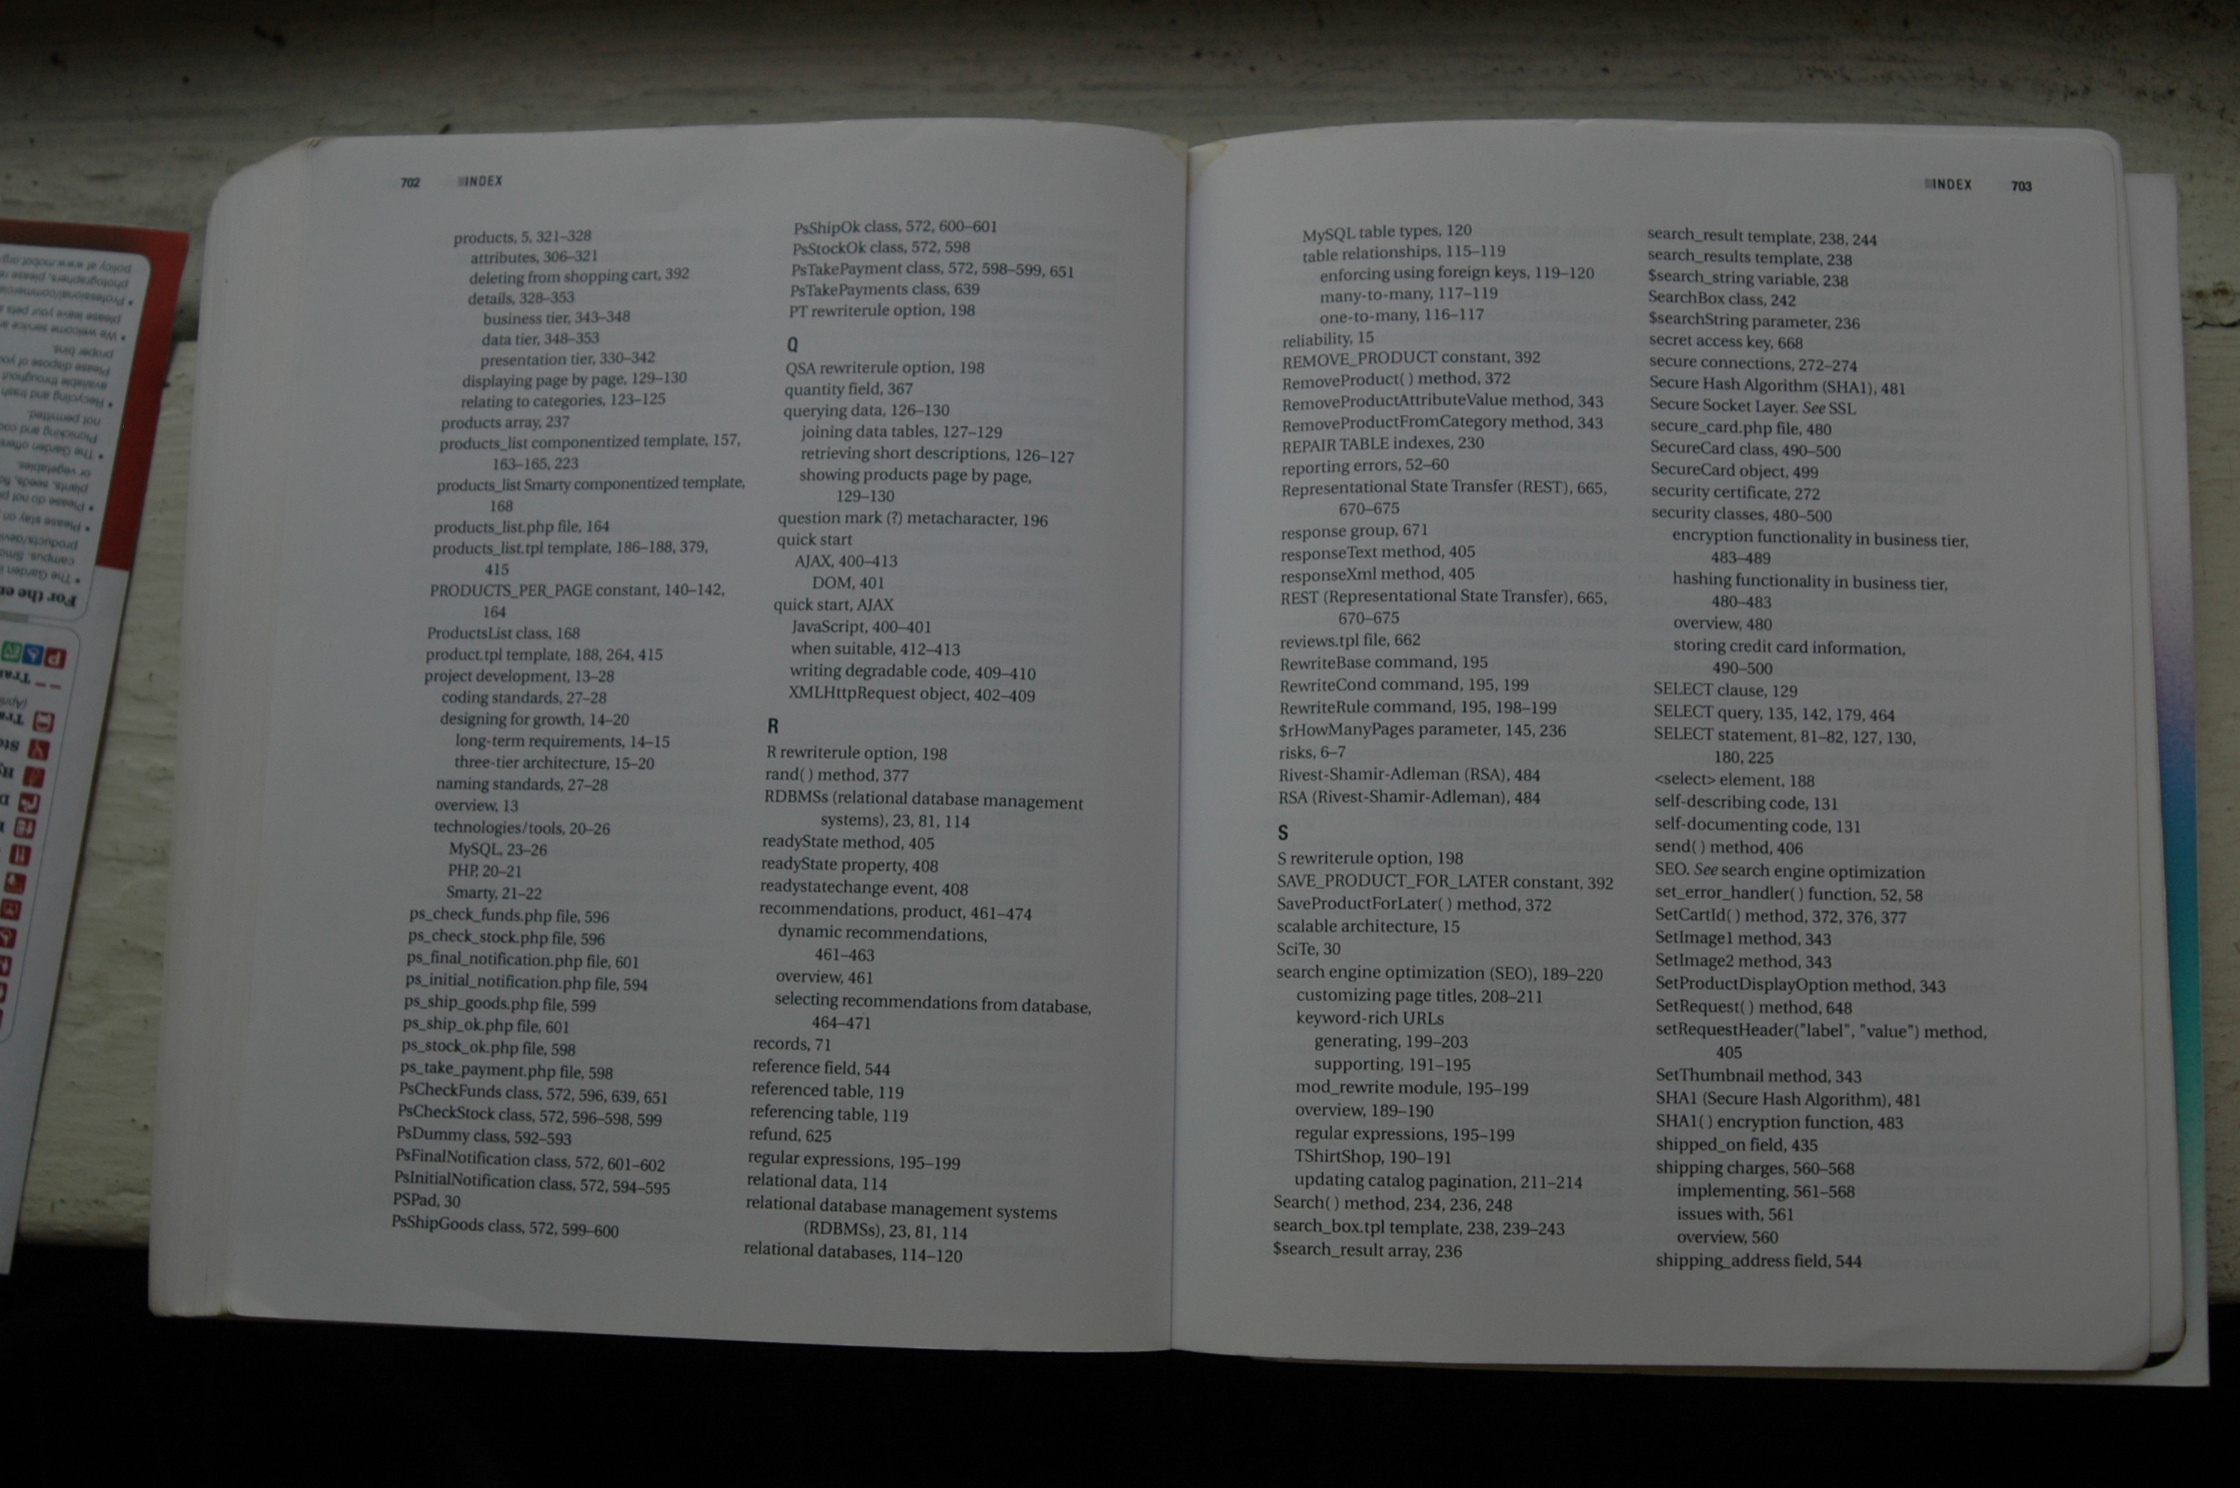 702 INDEX
products, 5, 321–328
attributes, 306–321
deleting from shopping cart, 392
details, 328–353
business tier, 343–348
data tier, 348–353
presentation tier, 330–342
displaying page by page, 129–130
relating to categories, 123–125
products array, 237
products_list componentized template, 157,
163–165, 223
products_list Smarty componentized template,
168
products_list.php file, 164
products_list.tpl template, 186–188, 379,
415
PRODUCTS_PER_PAGE constant, 140–142,
164
ProductsList class, 168
product.tpl template, 188, 264, 415
project development, 13–28
coding standards, 27–28
designing for growth, 14–20
long-term requirements, 14–15
three-tier architecture, 15–20
naming standards, 27–28
overview, 13
technologies/tools, 20–26
MySQL, 23–26
PHP, 20–21
Smarty, 21–22
ps_check_funds.php file, 596
ps_check_stock.php file, 596
ps_final_notification.php file, 601
ps_initial_notification.php file, 594
ps_ship_goods.php file, 599
ps_ship_ok.php file, 601
ps_stock_ok.php file, 598
ps_take_payment.php file, 598
PsCheckFunds class, 572, 596, 639, 651
PsCheckStock class, 572, 596–598, 599
PsDummy class, 592–593
PsFinalNotification class, 572, 601–602
PsInitialNotification class, 572, 594–595
PSPad, 30
PsShipGoods class, 572, 599–600
PsShipOk class, 572, 600–601
PsStockOk class, 572, 598
PsTakePayment class, 572, 598–599, 651
PsTakePayments class, 639
PT rewriterule option, 198
Q
QSA rewriterule option, 198
quantity field, 367
querying data, 126–130
joining data tables, 127–129
retrieving short descriptions, 126–127
showing products page by page,
129–130
question mark (?) metacharacter, 196
quick start
AJAX, 400–413
DOM, 401
quick start, AJAX
JavaScript, 400–401
when suitable, 412–413
writing degradable code, 409–410
XMLHttpRequest object, 402–409
R
R rewriterule option, 198
rand( ) method, 377
RDBMSs (relational database management
systems), 23, 81, 114
readyState method, 405
readyState property, 408
readystatechange event, 408
recommendations, product, 461–474
dynamic recommendations,
461–463
overview, 461
selecting recommendations from database,
464–471
records, 71
reference field, 544
referenced table, 119
referencing table, 119
refund, 625
regular expressions, 195–199
relational data, 114
relational database management systems
(RDBMSs), 23, 81, 114
relational databases, 114–120
INDEX 703
MySQL table types, 120
table relationships, 115–119
enforcing using foreign keys, 119–120
many-to-many, 117–119
one-to-many, 116–117
reliability, 15
REMOVE_PRODUCT constant, 392
RemoveProduct( ) method, 372
RemoveProductAttributeValue method, 343
RemoveProductFromCategory method, 343
REPAIR TABLE indexes, 230
reporting errors, 52–60
Representational State Transfer (REST), 665,
670–675
response group, 671
responseText method, 405
responseXml method, 405
REST (Representational State Transfer), 665,
670–675
reviews.tpl file, 662
RewriteBase command, 195
RewriteCond command, 195, 199
RewriteRule command, 195, 198–199
$rHowManyPages parameter, 145, 236
risks, 6–7
Rivest-Shamir-Adleman (RSA), 484
RSA (Rivest-Shamir-Adleman), 484
S
S rewriterule option, 198
SAVE_PRODUCT_FOR_LATER constant, 392
SaveProductForLater( ) method, 372
scalable architecture, 15
SciTe, 30
search engine optimization (SEO), 189–220
customizing page titles, 208–211
keyword-rich URLs
generating, 199–203
supporting, 191–195
mod_rewrite module, 195–199
overview, 189–190
regular expressions, 195–199
TShirtShop, 190–191
updating catalog pagination, 211–214
Search( ) method, 234, 236, 248
search_box.tpl template, 238, 239–243
$search_result array, 236
search_result template, 238, 244
search_results template, 238
$search_string variable, 238
SearchBox class, 242
$searchString parameter, 236
secret access key, 668
secure connections, 272–274
Secure Hash Algorithm (SHA1), 481
Secure Socket Layer. See SSL
secure_card.php file, 480
SecureCard class, 490–500
SecureCard object, 499
security certificate, 272
security classes, 480–500
encryption functionality in business tier,
483–489
hashing functionality in business tier,
480–483
overview, 480
storing credit card information,
490–500
SELECT clause, 129
SELECT query, 135, 142, 179, 464
SELECT statement, 81–82, 127, 130,
180, 225
<select> element, 188
self-describing code, 131
self-documenting code, 131
send( ) method, 406
SEO. See search engine optimization
set_error_handler( ) function, 52, 58
SetCartId( ) method, 372, 376, 377
SetImage1 method, 343
SetImage2 method, 343
SetProductDisplayOption method, 343
SetRequest( ) method, 648
setRequestHeader("label", "value") method,
405
SetThumbnail method, 343
SHA1 (Secure Hash Algorithm), 481
SHA1( ) encryption function, 483
shipped_on field, 435
shipping charges, 560–568
implementing, 561–568
issues with, 561
overview, 560
shipping_address field, 544